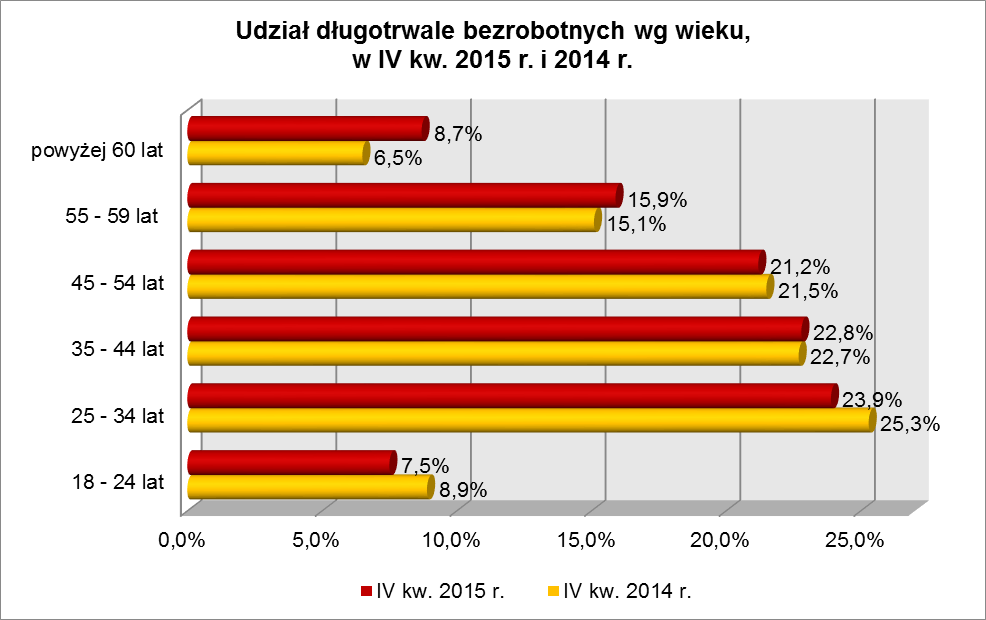 Udział długotrwale bezrobotnych wg wieku,
w IV kw. 2015 r. i 2014 r.
powyżej 60 lat
8,7%
6,5%
55 - 59 lat
15,9%
15,1%
45 - 54 lat
21,2%
21,5%
35 - 44 lat
22,8%
22,7%
25 - 34 lat
23,9%
25,3%
18 - 24 lat
7,5%
8,9%
0,0% 5,0% 10,0% 15,0% 20,0% 25,0%
IV kw. 2015 r. IV kw. 2014 r.